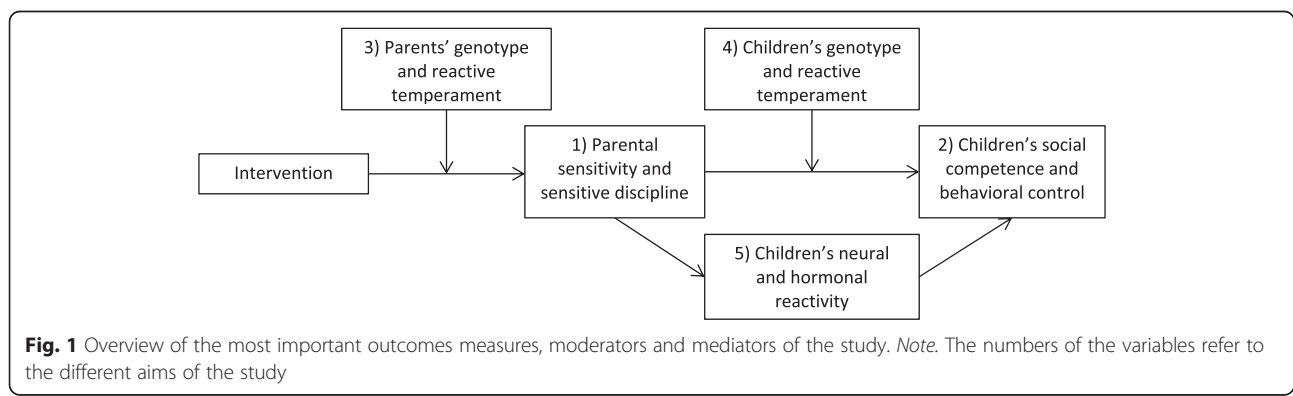 3) Parents' genotype
and reactive
temperament
4) Children's genotype
and reactive
temperament
Intervention
1) Parental
sensitivity and
sensitive discipline
2) Children's social
competence and
behavioral control
5) Children's neural
and hormonal
reactivity
Fig. 1 Overview of the most important outcomes measures, moderators and mediators of the study. Note. The numbers of the variables refer to
the different aims of the study